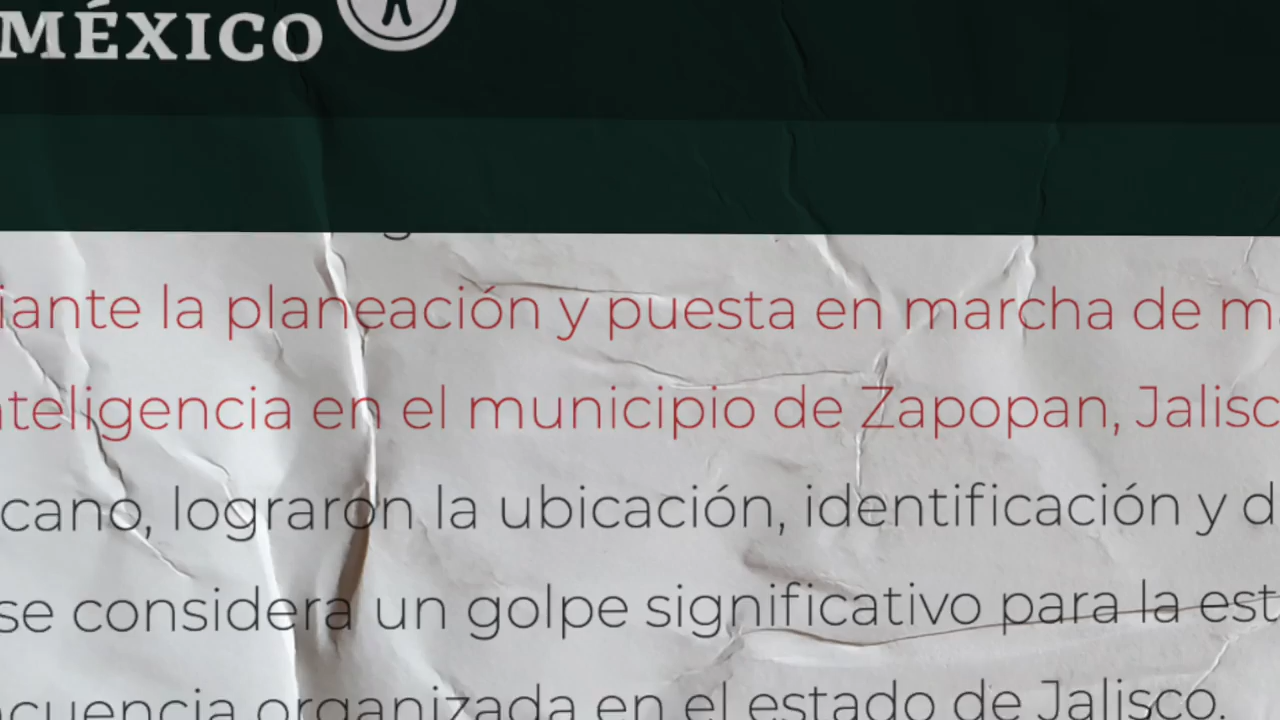 MÉXICO
iante la planeación y puesta en marcha de m
nteligencia en el municipio de Zapopan, Jalisc
cano, lograron la ubicación, identificación y d
se considera un golpe significativo para la est
cuencia organizada en el estado de Jalisco.